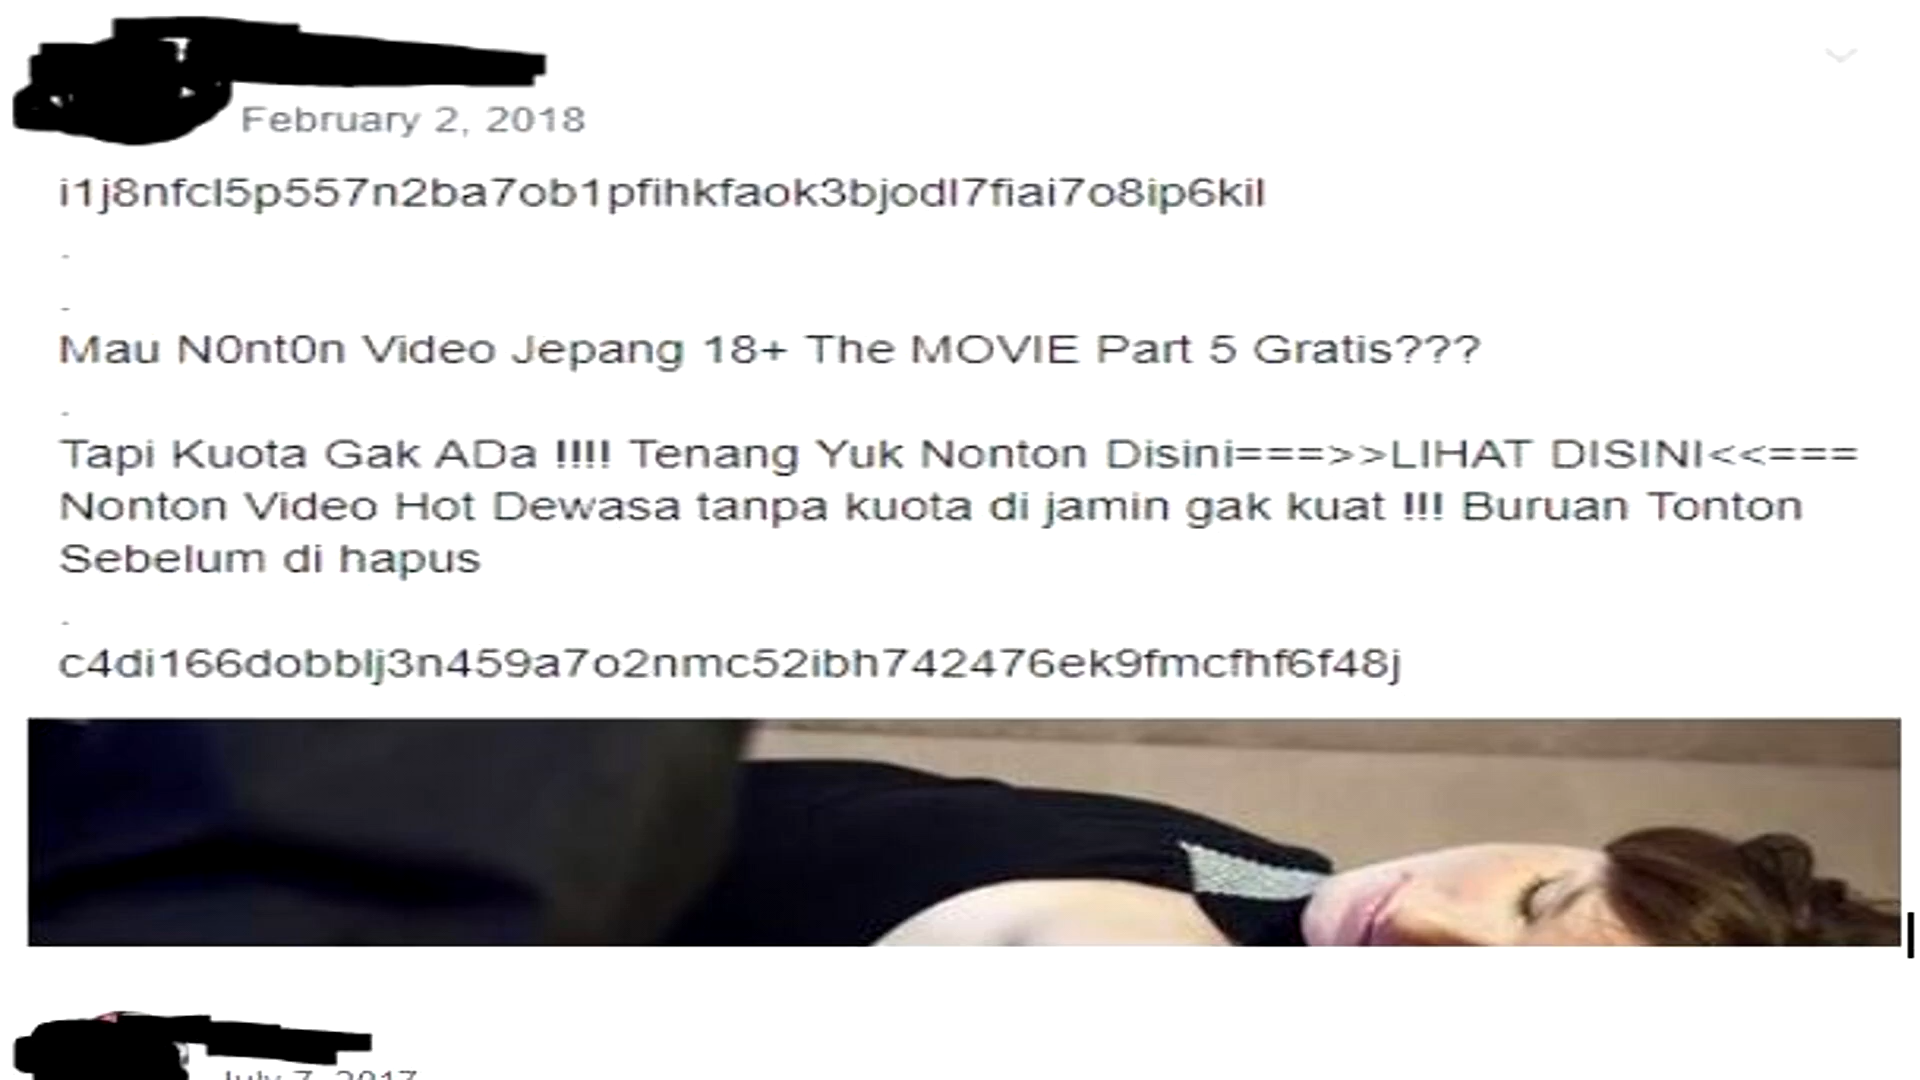 February 2, 2018
i1j8nfcl5p557n2ba7ob1pfihkfaok3bjodl7fiai7o8ip6kil
.
.
Mau N0nt0n Video Jepang 18+ The MOVIE Part 5 Gratis???
.
Tapi Kuota Gak ADa !!!! Tenang Yuk Nonton Disini===>>LIHAT DISINI<<===
Nonton Video Hot Dewasa tanpa kuota di jamin gak kuat !!! Buruan Tonton
Sebelum di hapus
.
c4di166dobblj3n459a7o2nmc52ibh742476ek9fmcfhf6f48j
July 7, 2017